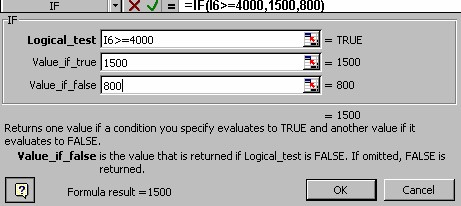 IF = =IF(I6>=4000,1500,800)
IF
Logical_test I6>=4000 = TRUE
Value_if_true 1500 = 1500
Value_if_false 800 = 800
= 1500
Returns one value if a condition you specify evaluates to TRUE and another value if it
evaluates to FALSE.
Value_if_false is the value that is returned if Logical_test is FALSE. If omitted, FALSE is
returned.
? Formula result =1500 OK Cancel